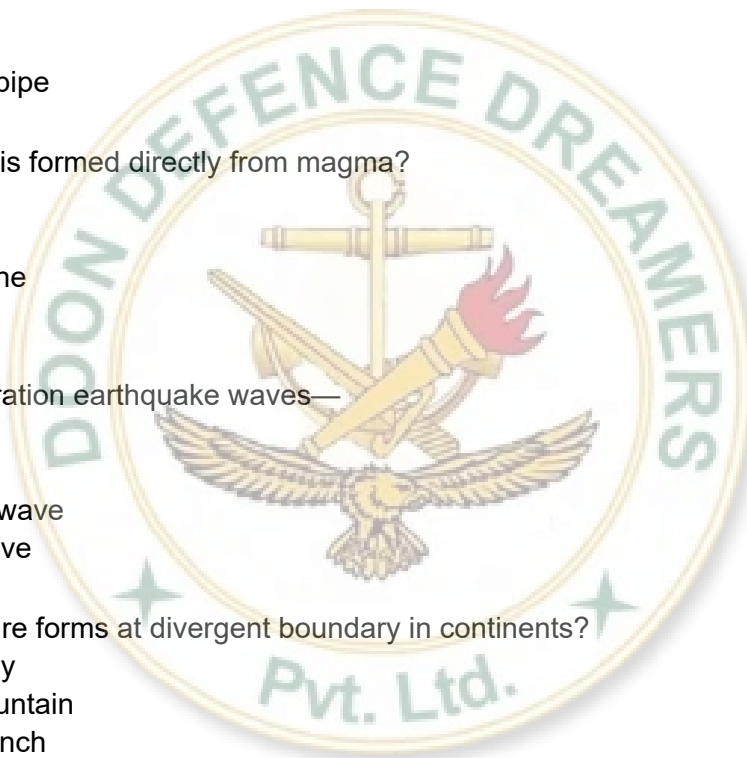 pipe
is formed directly from magma?
ne
ration earthquake waves—
wave
ve
re forms at divergent boundary in continents?
y
untain
nch
DOON DEFENCE DREAMERS
Pvt. Ltd.